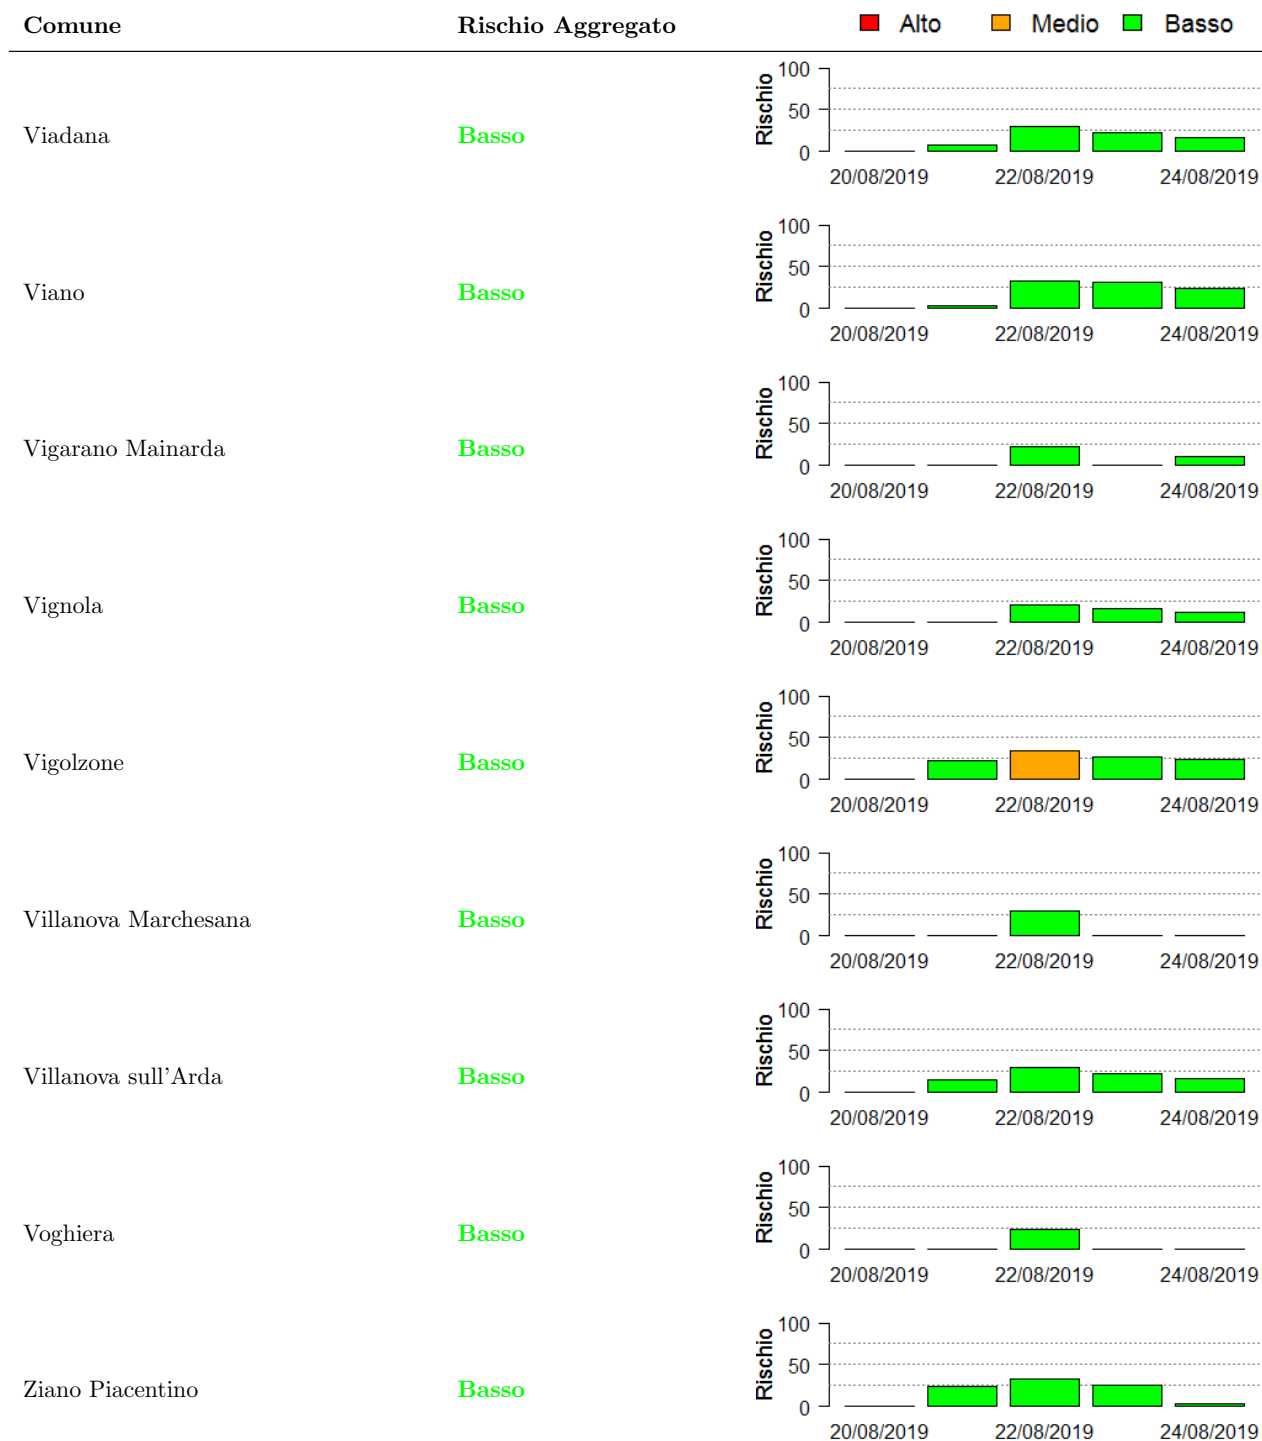 Comune Rischio Aggregato Alto Medio Basso
100
50
0
Rischio
Viadana Basso
20/08/2019 22/08/2019 24/08/2019
100
50
0
Rischio
Viano Basso
20/08/2019 22/08/2019 24/08/2019
100
50
0
Rischio
Vigarano Mainarda Basso
20/08/2019 22/08/2019 24/08/2019
100
50
0
Rischio
Vignola Basso
20/08/2019 22/08/2019 24/08/2019
100
50
0
Rischio
Vigolzone Basso
20/08/2019 22/08/2019 24/08/2019
100
50
0
Rischio
Villanova Marchesana Basso
20/08/2019 22/08/2019 24/08/2019
100
50
0
Rischio
Villanova sull'Arda Basso
20/08/2019 22/08/2019 24/08/2019
100
50
0
Rischio
Voghiera Basso
20/08/2019 22/08/2019 24/08/2019
100
50
0
Rischio
Ziano Piacentino Basso
20/08/2019 22/08/2019 24/08/2019